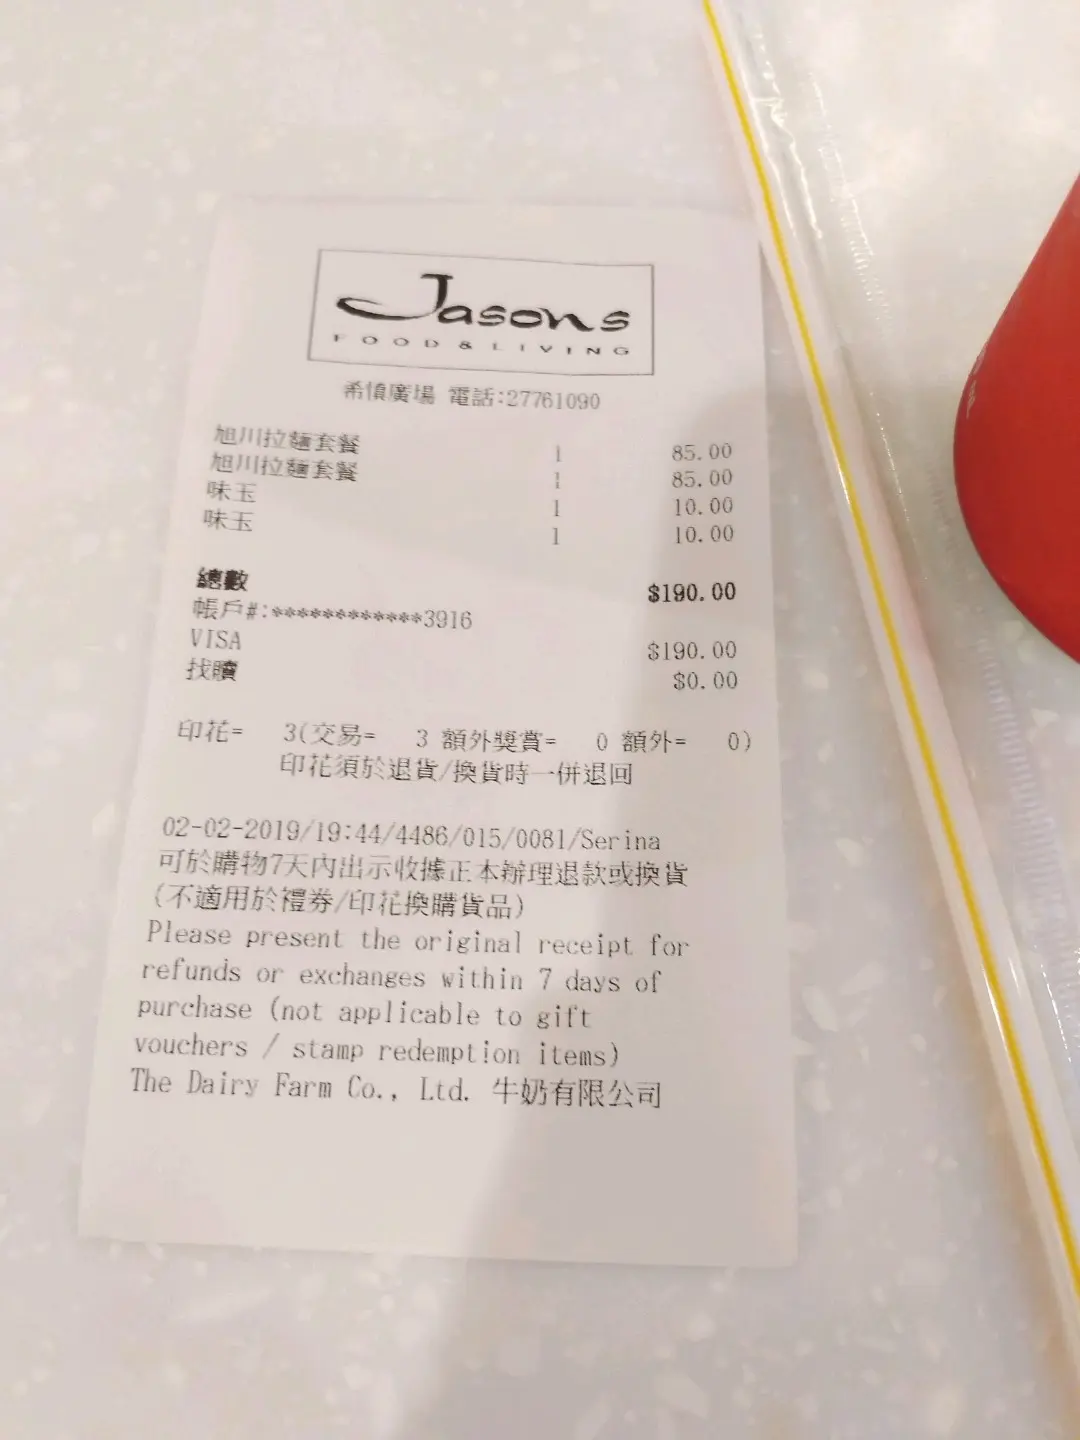 Jasons
FOOD & LIVING
希慎廣場 電話:27761090
旭川拉麵套餐 1 85.00
旭川拉麵套餐 1 85.00
味玉 1 10.00
味玉 1 10.00
總數 $190.00
帳戶#:************3916
VISA $190.00
找贖 $0.00
印花= 3(交易= 3 額外獎賞= 0 額外= 0)
印花須於退貨/換貨時一併退回
02-02-2019/19:44/4486/015/0081/Serina
可於購物7天內出示收據正本辦理退款或換貨
(不適用於禮券/印花換購貨品)
Please present the original receipt for
refunds or exchanges within 7 days of
purchase (not applicable to gift
vouchers / stamp redemption items)
The Dairy Farm Co., Ltd. 牛奶有限公司